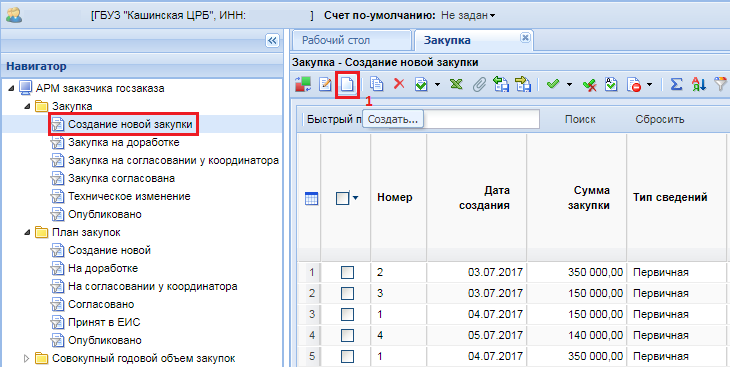 [ГБУЗ "Кашинская ЦРБ", ИНН: ] Счет по-умолчанию: Не задан
Навигатор
АРМ заказчика госзаказа
Закупка
Создание новой закупки
Закупка на доработке
Закупка на согласовании у координатора
Закупка согласована
Техническое изменение
Опубликовано
План закупок
Создание новой
На доработке
На согласовании у координатора
Согласовано
Принят в ЕИС
Опубликовано
Совокупный годовой объем закупок
Рабочий стол Закупка
Закупка - Создание новой закупки
1
Быстрый п Создать... Поиск Сбросить
Номер Дата создания Сумма закупки Тип сведений
1 2 03.07.2017 350 000,00 Первичная
2 3 03.07.2017 150 000,00 Первичная
3 1 04.07.2017 150 000,00 Первичная
4 4 05.07.2017 140 000,00 Первичная
5 1 04.07.2017 350 000,00 Первичная